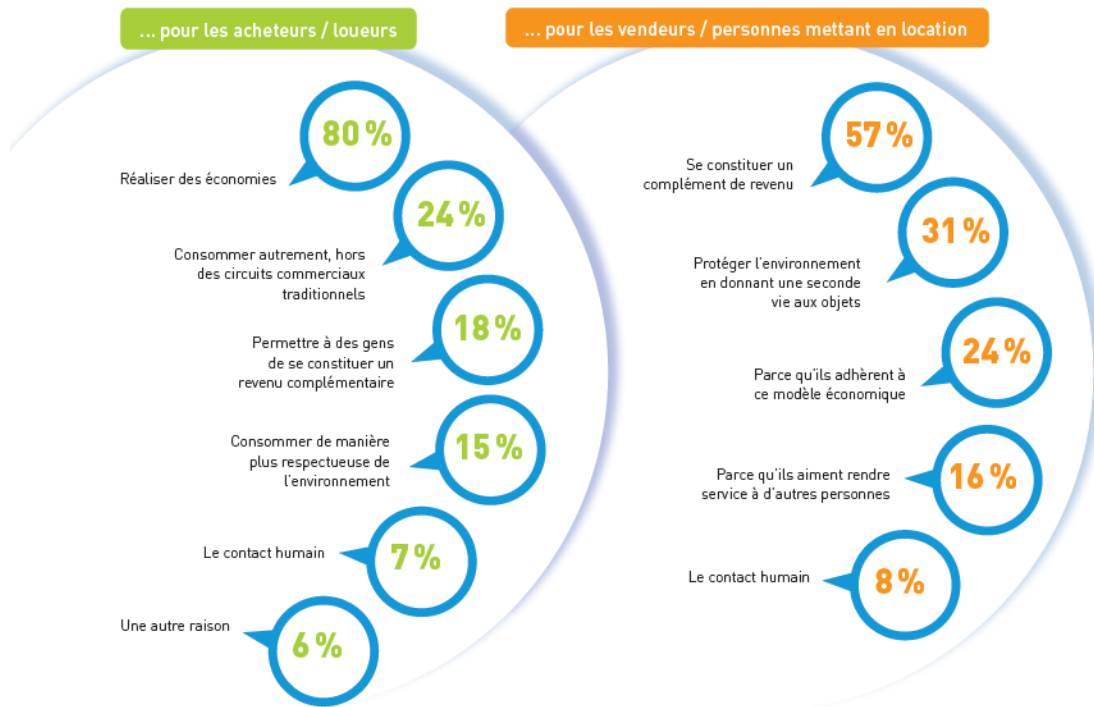 ... pour les acheteurs / loueurs
80 %
Réaliser des économies
24 %
Consommer autrement, hors
des circuits commerciaux
traditionnels
18 %
Permettre à des gens
de se constituer un
revenu complémentaire
15 %
Consommer de manière
plus respectueuse de
l'environnement
7 %
Le contact humain
6 %
Une autre raison
... pour les vendeurs / personnes mettant en location
57 %
Se constituer un
complément de revenu
31 %
Protéger l'environnement
en donnant une seconde
vie aux objets
24 %
Parce qu'ils adhèrent à
ce modèle économique
16 %
Parce qu'ils aiment rendre
service à d'autres personnes
8 %
Le contact humain